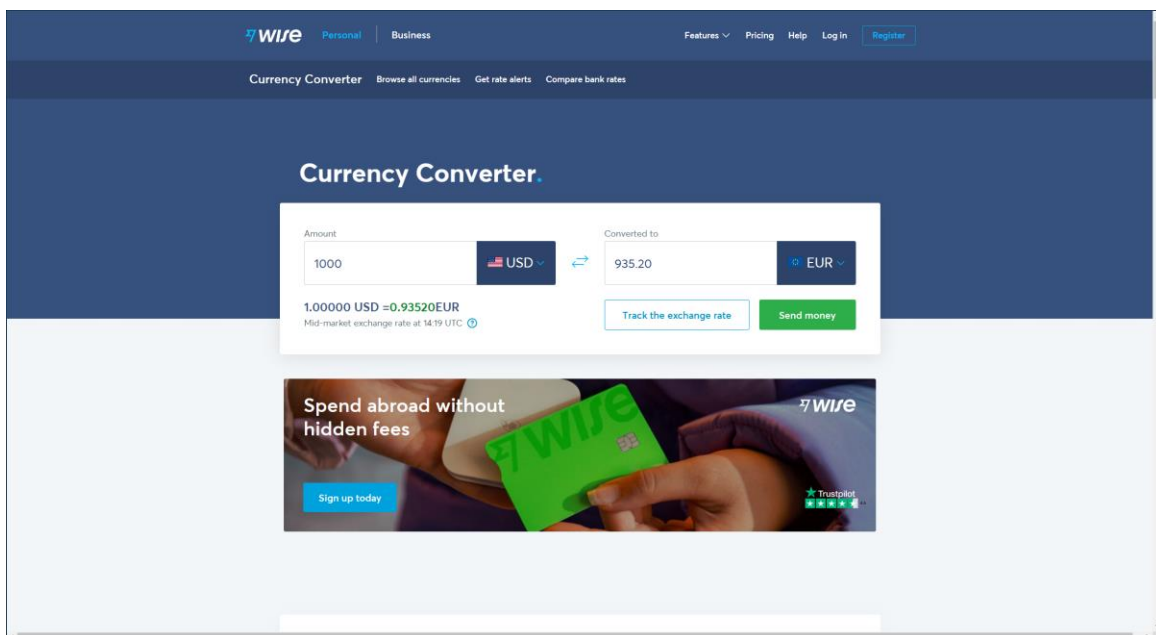 WISE Personal Business Features Pricing Help Log in Register
Currency Converter Browse all currencies Get rate alerts Compare bank rates
Currency Converter.
Amount
1000 USD
Converted to
935.20 EUR
1.00000 USD =0.93520EUR
Mid-market exchange rate at 14:19 UTC ?
Track the exchange rate Send money
Spend abroad without
hidden fees
Sign up today
WISE
WISE
Trustpilot